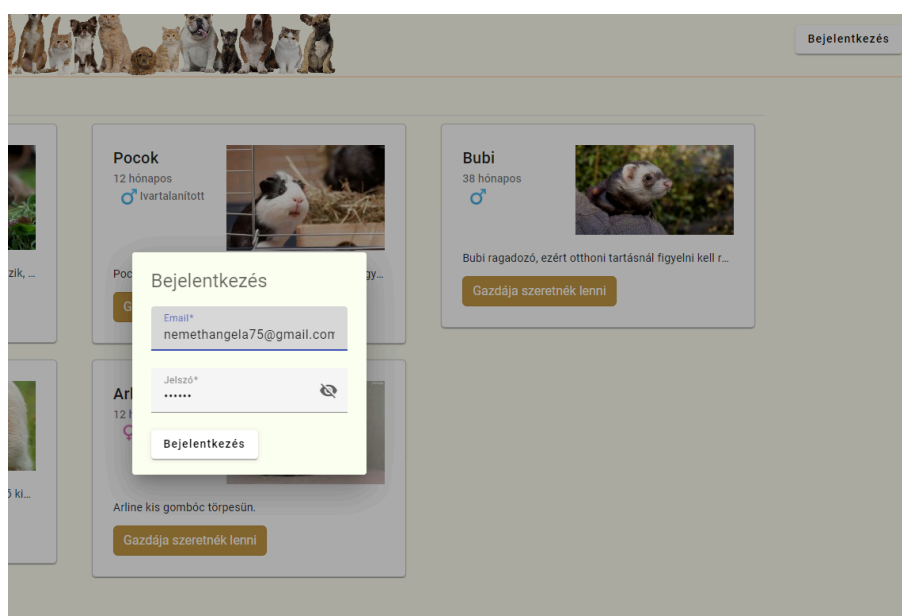 Bejelentkezés
Pocok
12 hónapos
Ivartalanított
Bubi
38 hónapos
Bubi ragadozó, ezért otthoni tartásnál figyelni kell r...
Gazdája szeretnék lenni
zik, ...
Poc
gy...
G
Bejelentkezés
Email*
nemethangela75@gmail.com
Jelszó*
••••••
Bejelentkezés
Arl
12 h
ő ki...
Arline kis gombóc törpesün.
Gazdája szeretnék lenni